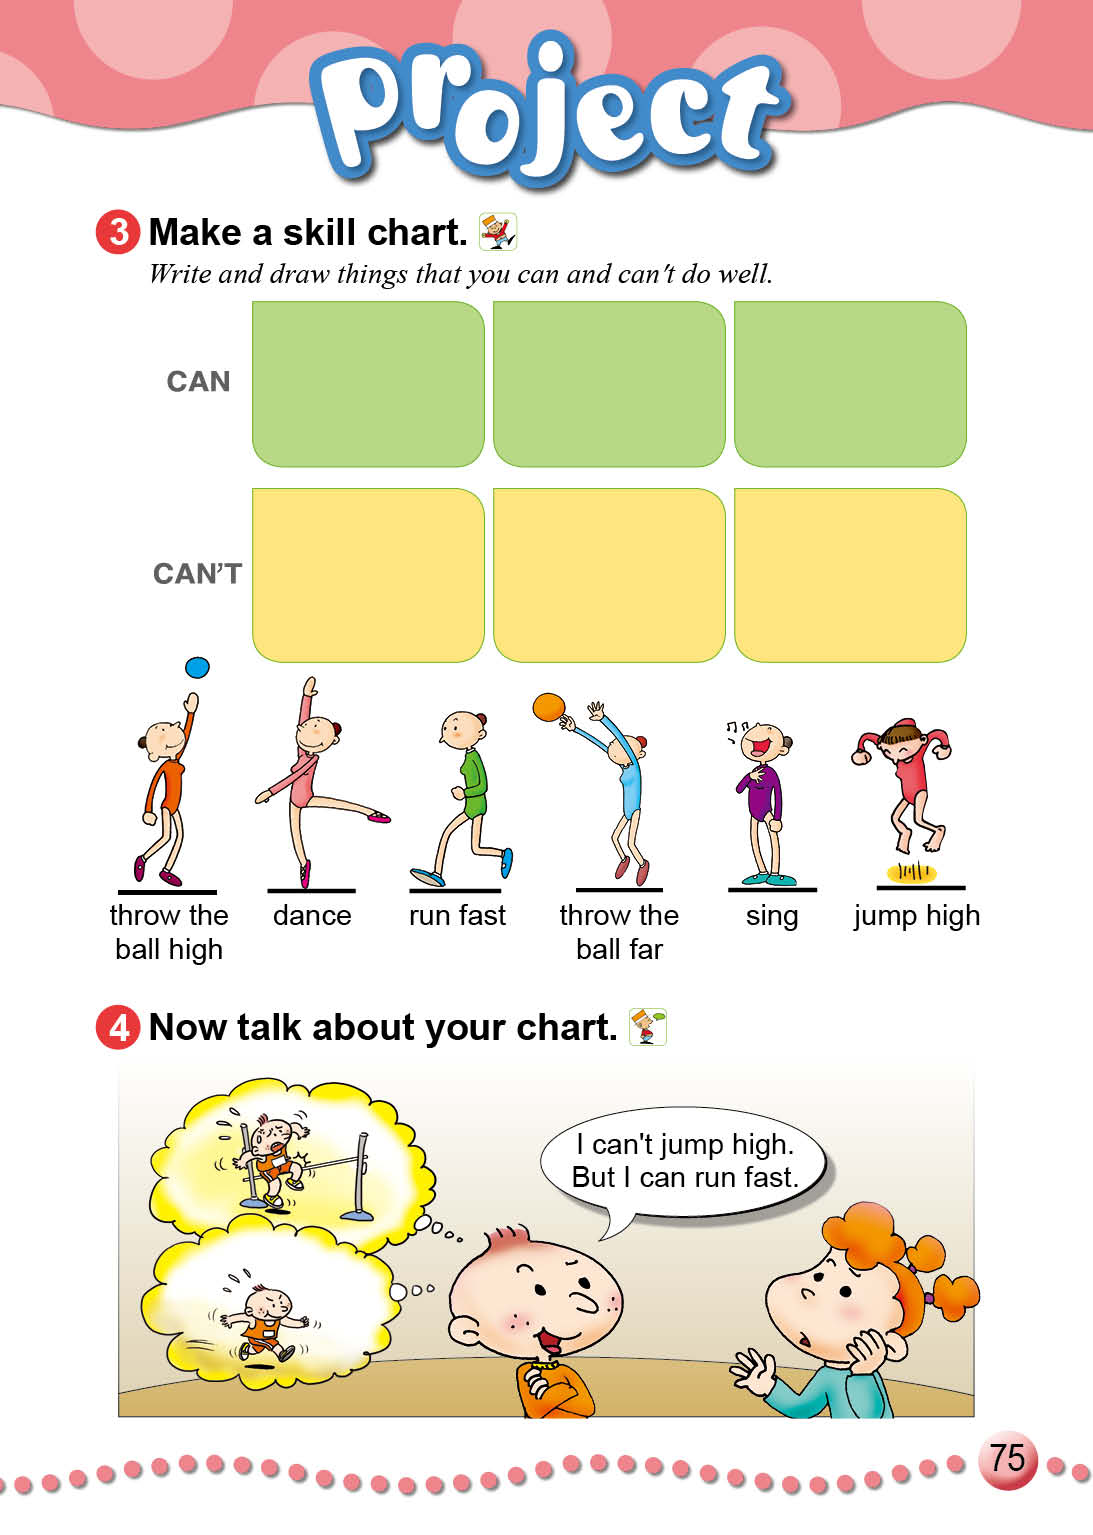 project
3 Make a skill chart.
Write and draw things that you can and can't do well.
CAN
CAN'T
throw the
ball high
dance
run fast
throw the
ball far
sing
jump high
4 Now talk about your chart.
I can't jump high.
But I can run fast.
75